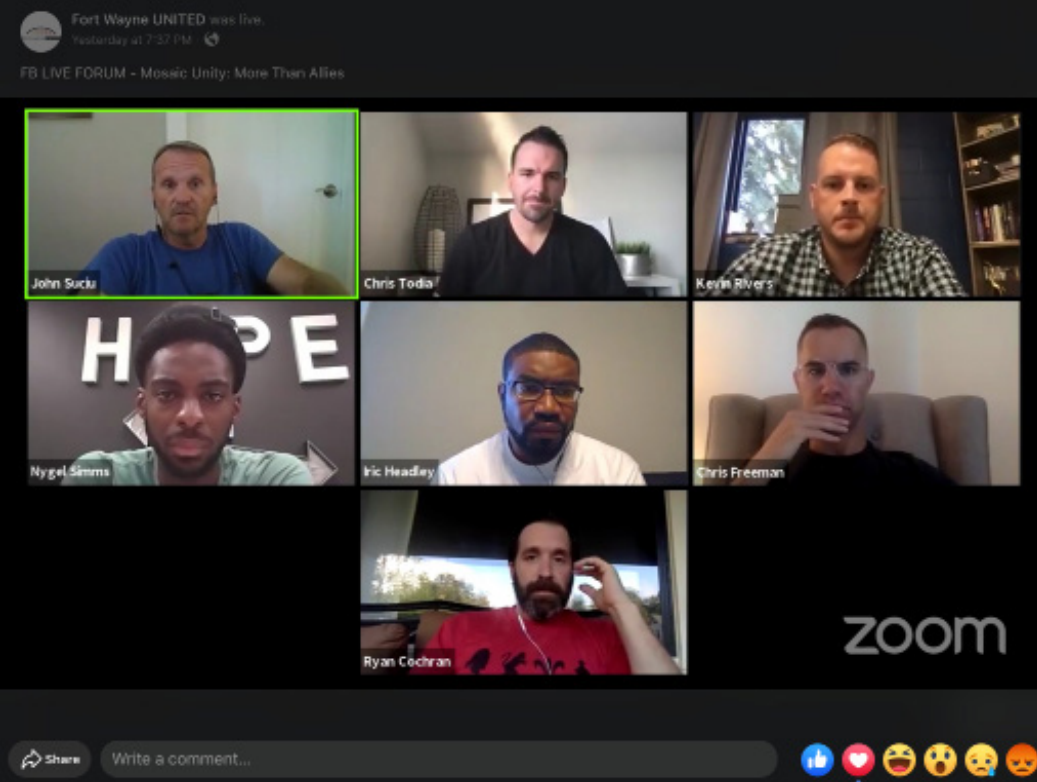 Fort Wayne UNITED was live.
Yesterday at 7:37 PM
FB LIVE FORUM - Mosaic Unity: More Than Allies
John Suciu
Chris Todia
Kevin Rivers
HOPE
Nygel Simms
Iric Headley
Chris Freeman
Ryan Cochran
zoom
Share
Write a comment...